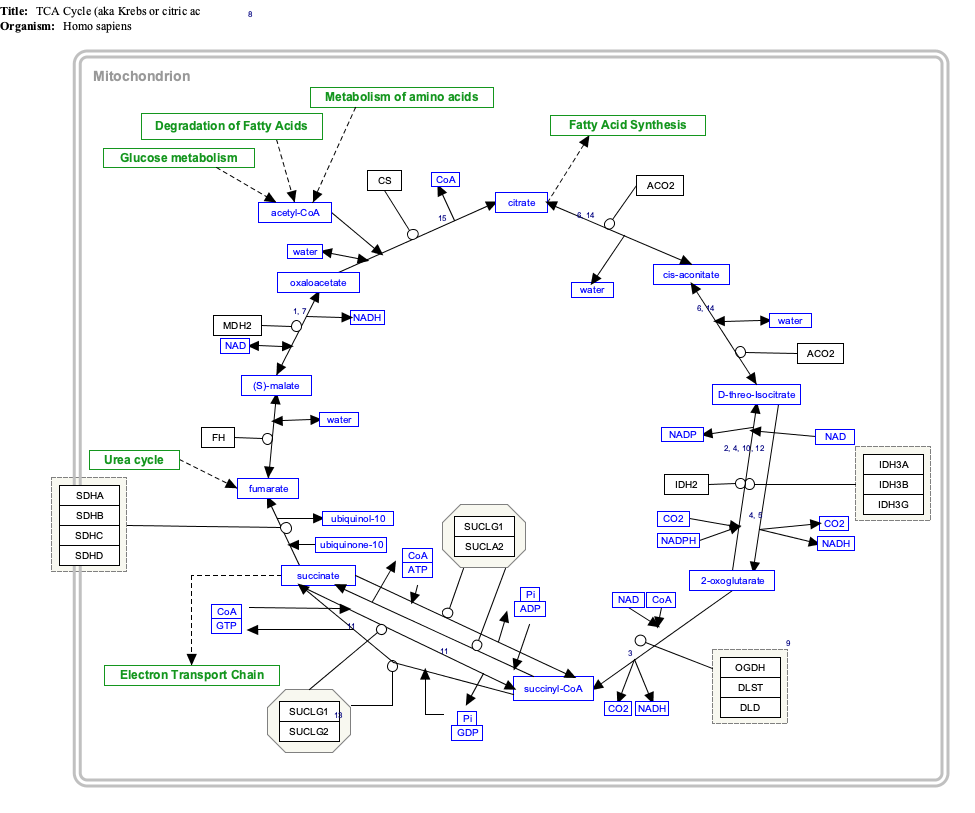 Title: TCA Cycle (aka Krebs or citric ac
8
Organism: Homo sapiens
Mitochondrion
Metabolism of amino acids
Degradation of Fatty Acids
Fatty Acid Synthesis
Glucose metabolism
CS
CoA
ACO2
citrate
acetyl-CoA
15
6, 14
water
oxaloacetate
cis-aconitate
water
1, 7
NADH
6, 14
water
MDH2
NAD
ACO2
(S)-malate
D-threo-Isocitrate
water
FH
NADP
NAD
2, 4, 10, 12
Urea cycle
IDH3A
IDH3B
IDH3G
IDH2
fumarate
SDHA
SDHB
SDHC
SDHD
ubiquinol-10
ubiquinone-10
SUCLG1
SUCLA2
CO2
NADPH
4, 5
CO2
NADH
CoA
ATP
succinate
2-oxoglutarate
Pi
ADP
NAD
CoA
CoA
GTP
11
11
3
9
OGDH
DLST
DLD
Electron Transport Chain
succinyl-CoA
CO2
NADH
SUCLG1
13
SUCLG2
Pi
GDP